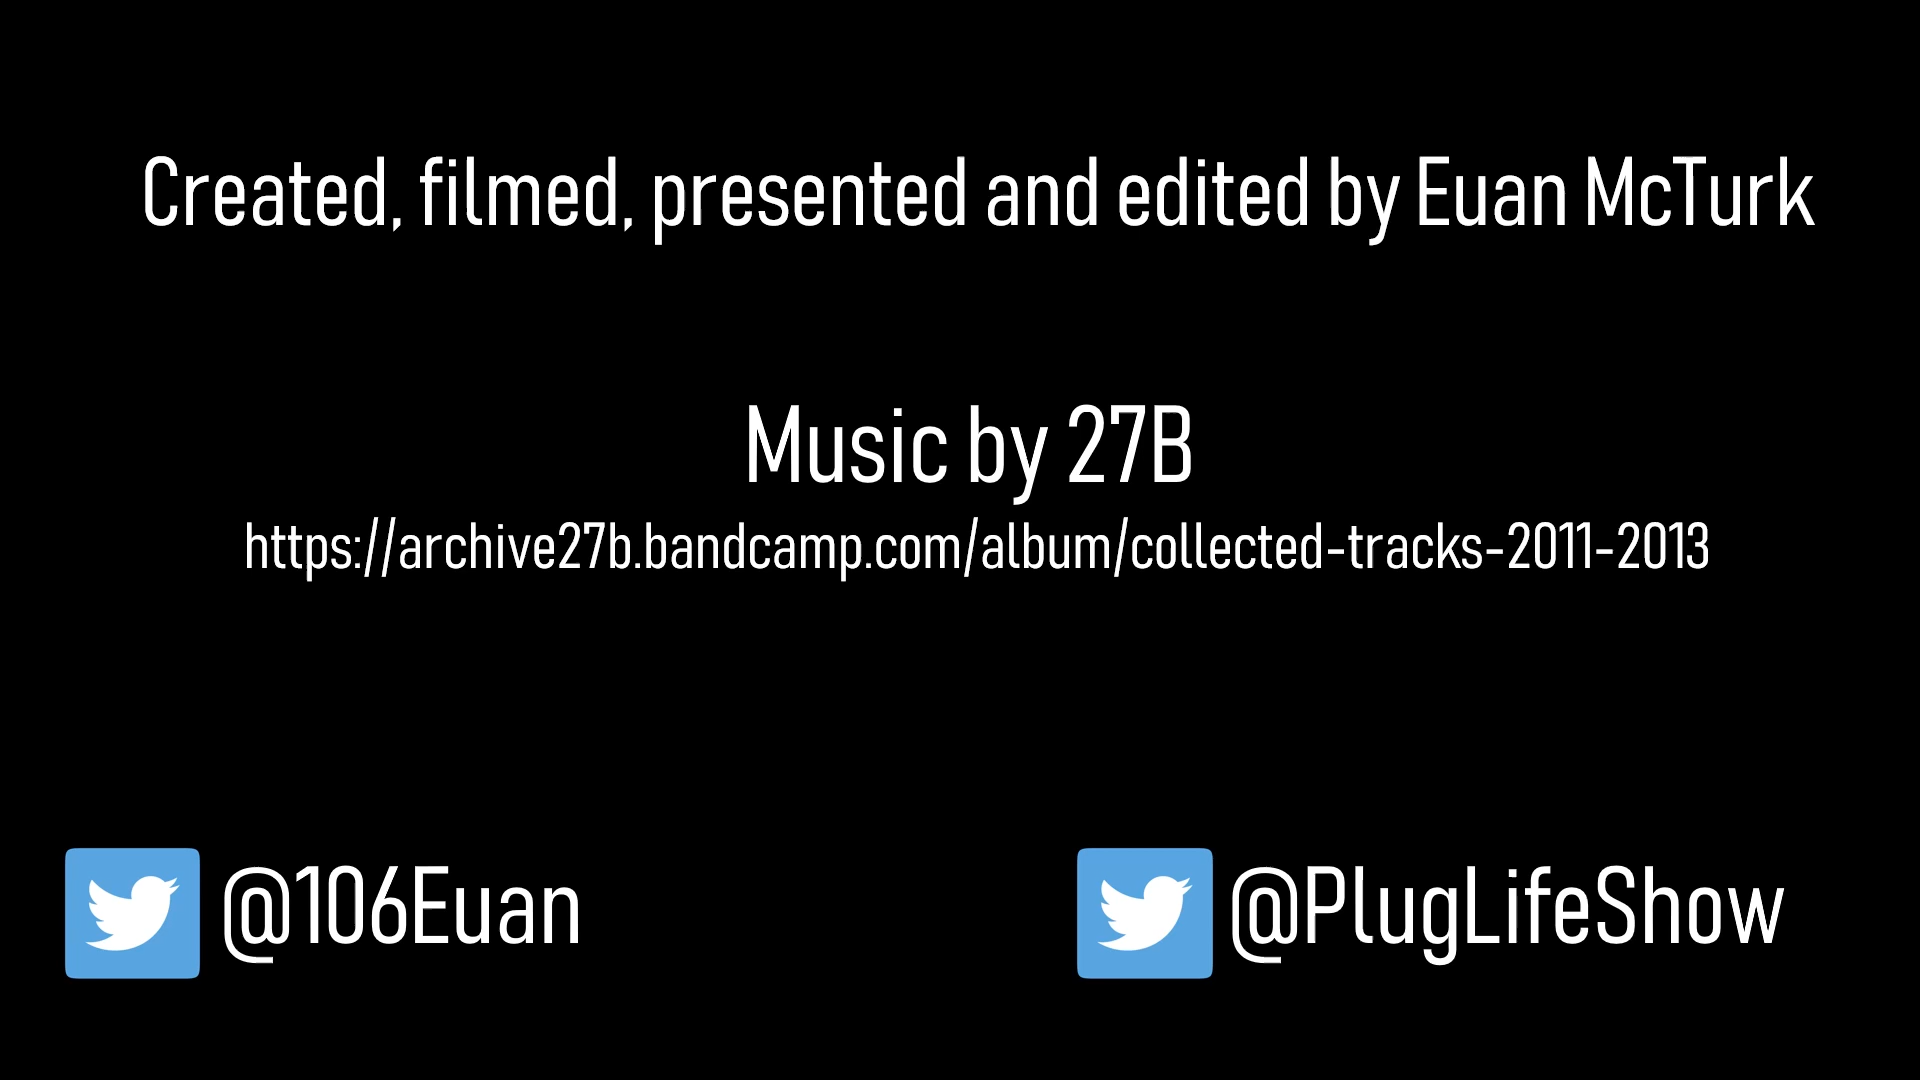 Created, filmed, presented and edited by Euan McTurk
Music by 27B
https://archive27b.bandcamp.com/album/collected-tracks-2011-2013
@106Euan
@PlugLifeShow